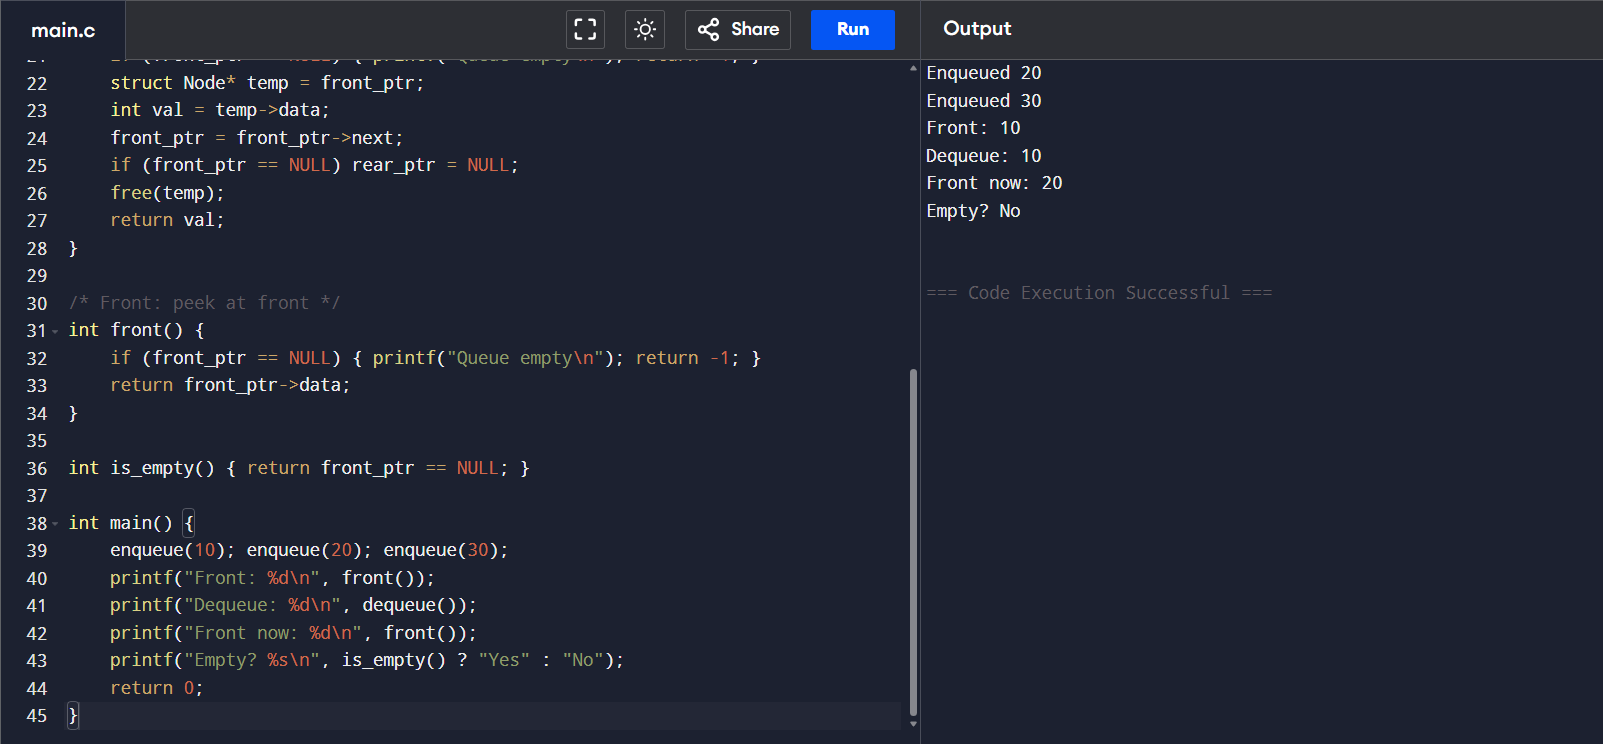 main.c
Share
Run
Output
22 struct Node* temp = front_ptr;
23 int val = temp->data;
24 front_ptr = front_ptr->next;
25 if (front_ptr == NULL) rear_ptr = NULL;
26 free(temp);
27 return val;
28 }
29
30 /* Front: peek at front */
31 int front() {
32 if (front_ptr == NULL) { printf("Queue empty\n"); return -1; }
33 return front_ptr->data;
34 }
35
36 int is_empty() { return front_ptr == NULL; }
37
38 int main() {
39 enqueue(10); enqueue(20); enqueue(30);
40 printf("Front: %d\n", front());
41 printf("Dequeue: %d\n", dequeue());
42 printf("Front now: %d\n", front());
43 printf("Empty? %s\n", is_empty() ? "Yes" : "No");
44 return 0;
45 }
Enqueued 20
Enqueued 30
Front: 10
Dequeue: 10
Front now: 20
Empty? No
=== Code Execution Successful ===